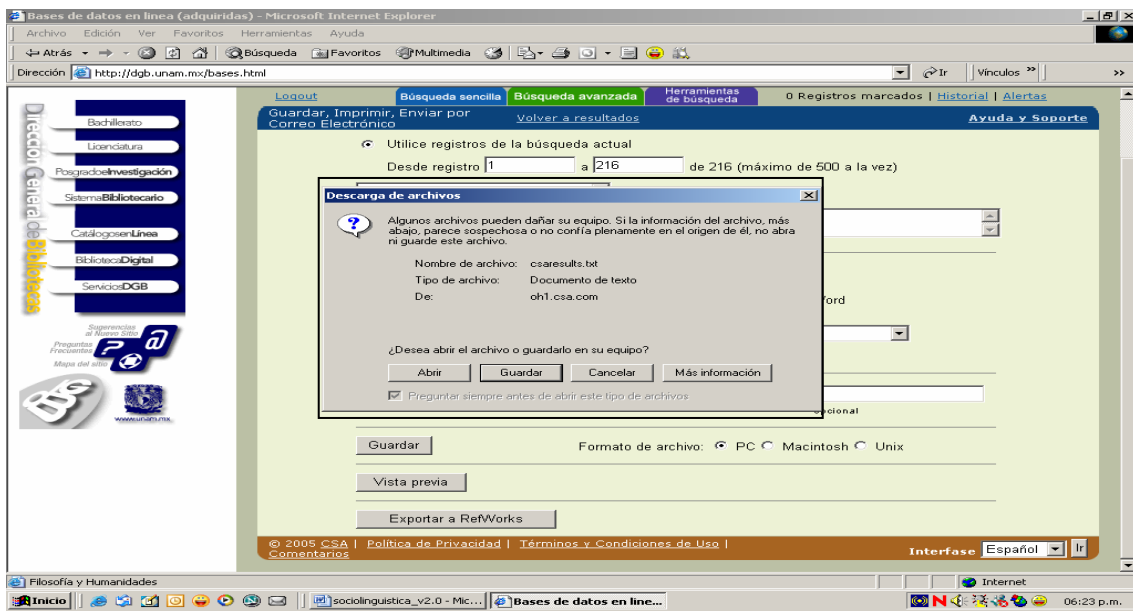 Bases de datos en linea (adquiridas) - Microsoft Internet Explorer
Archivo Edición Ver Favoritos Herramientas Ayuda
Atrás Búsqueda Favoritos Multimedia
Dirección http://dgb.unam.mx/bases.html Ir Vínculos »
Dirección General de Bibliotecas
Bachillerato
Licenciatura
PosgradoeInvestigación
SistemaBibliotecario
CatálogosenLínea
BibliotecaDigital
ServiciosDGB
Sugerencias
al Nuevo Sitio
Preguntas
Frecuentes
Mapa del sitio
www.unam.mx
Logout Búsqueda sencilla Búsqueda avanzada Herramientas de búsqueda 0 Registros marcados | Historial | Alertas
Guardar, Imprimir, Enviar por Volver a resultados Ayuda y Soporte
Correo Electrónico
Utilice registros de la búsqueda actual
Desde registro 1 a 216 de 216 (máximo de 500 a la vez)
Descarga de archivos
Algunos archivos pueden dañar su equipo. Si la información del archivo, más
abajo, parece sospechosa o no confía plenamente en el origen de él, no abra
ni guarde este archivo.
Nombre de archivo: csaresults.txt
Tipo de archivo: Documento de texto
De: oh1.csa.com
¿Desea abrir el archivo o guardarlo en su equipo?
Abrir Guardar Cancelar Más información
Preguntar siempre antes de abrir este tipo de archivos
Guardar Formato de archivo: PC Macintosh Unix
Vista previa
Exportar a RefWorks
© 2005 CSA | Política de Privacidad | Términos y Condiciones de Uso |
Comentarios
Interfase Español Ir
Filosofía y Humanidades Internet
Inicio sociolinguistica_v2.0 - Mic... Bases de datos en line... 06:23 p.m.